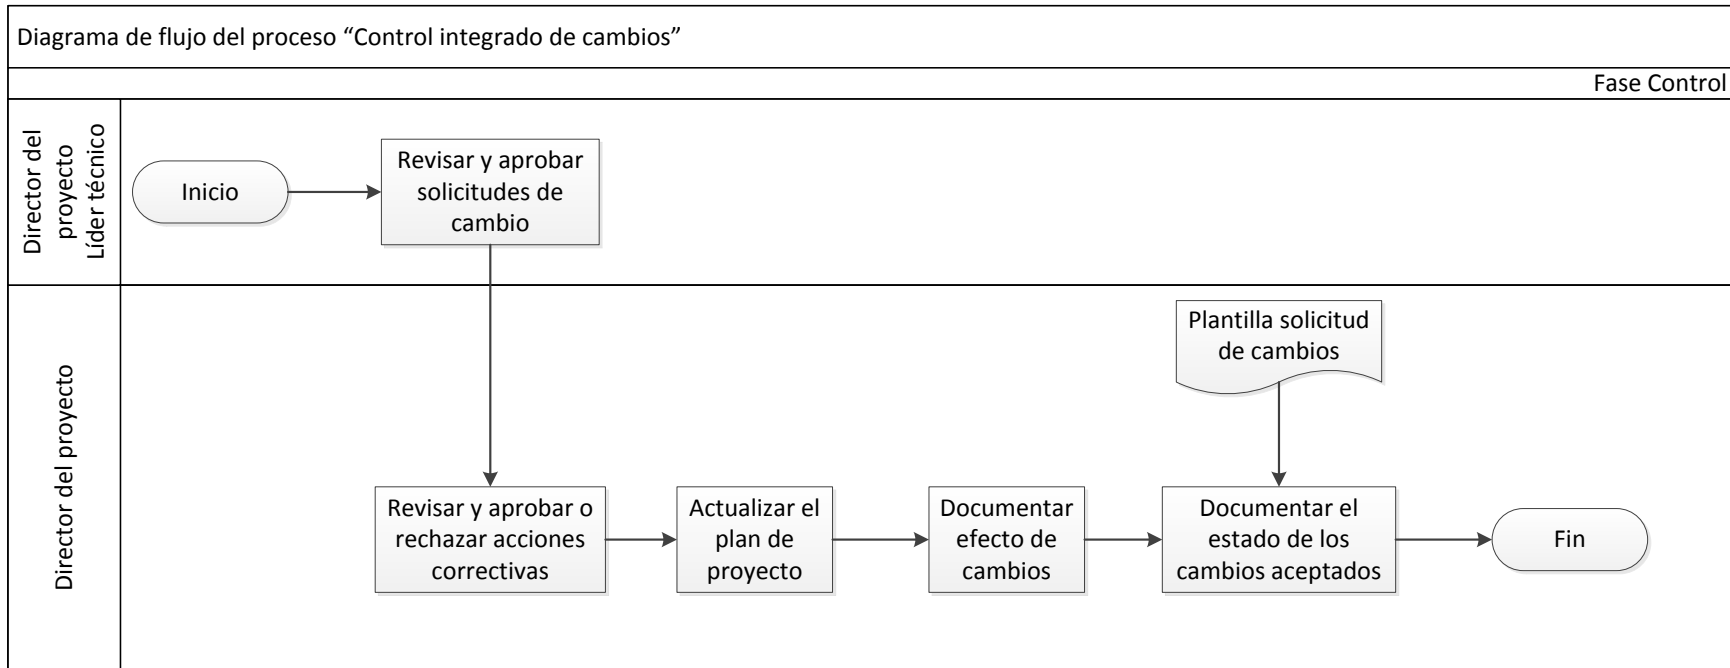 Diagrama de flujo del proceso “Control integrado de cambios”
Fase Control
Director del
proyecto
Líder técnico
Inicio
Revisar y aprobar
solicitudes de
cambio
Director del proyecto
Plantilla solicitud
de cambios
Revisar y aprobar o
rechazar acciones
correctivas
Actualizar el
plan de
proyecto
Documentar
efecto de
cambios
Documentar el
estado de los
cambios aceptados
Fin